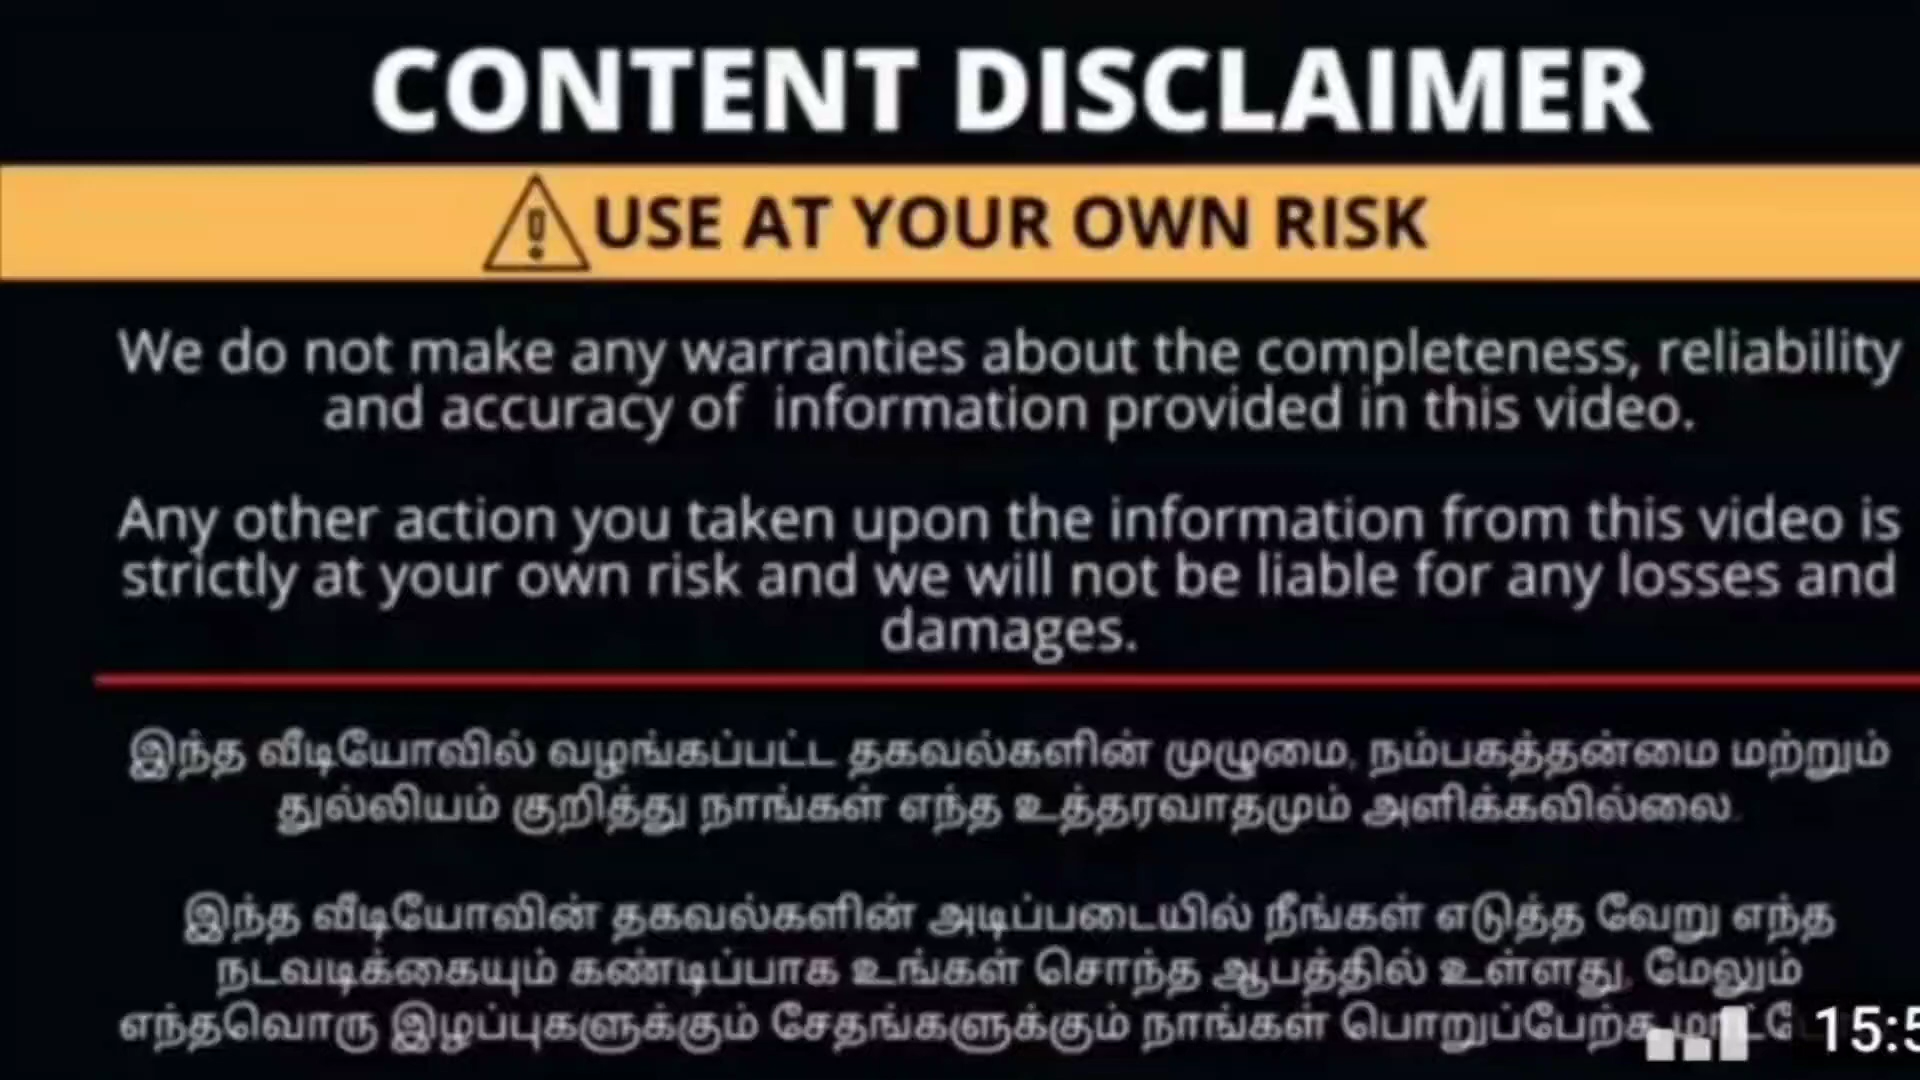 CONTENT DISCLAIMER
USE AT YOUR OWN RISK
We do not make any warranties about the completeness, reliability
and accuracy of information provided in this video.
Any other action you taken upon the information from this video is
strictly at your own risk and we will not be liable for any losses and
damages.
இந்த வீடியோவில் வழங்கப்பட்ட தகவல்களின் முழுமை, நம்பகத்தன்மை மற்றும்
துல்லியம் குறித்து நாங்கள் எந்த உத்தரவாதமும் அளிக்கவில்லை.
இந்த வீடியோவின் தகவல்களின் அடிப்படையில் நீங்கள் எடுத்த வேறு எந்த
நடவடிக்கையும் கண்டிப்பாக உங்கள் சொந்த ஆபத்தில் உள்ளது, மேலும்
எந்தவொரு இழப்புகளுக்கும் சேதங்களுக்கும் நாங்கள்
15:5